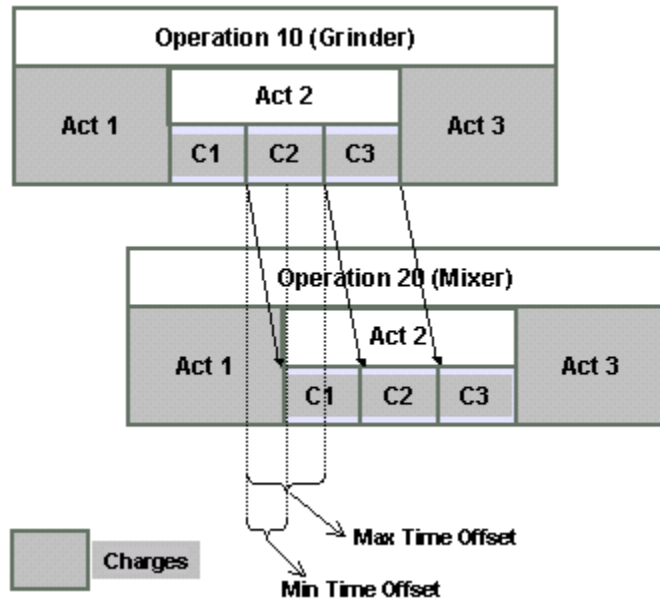 Operation 10 (Grinder)
Act 1
Act 2
Act 3
C1 C2 C3
Operation 20 (Mixer)
Act 1
Act 2
Act 3
C1 C2 C3
Max Time Offset
Charges
Min Time Offset